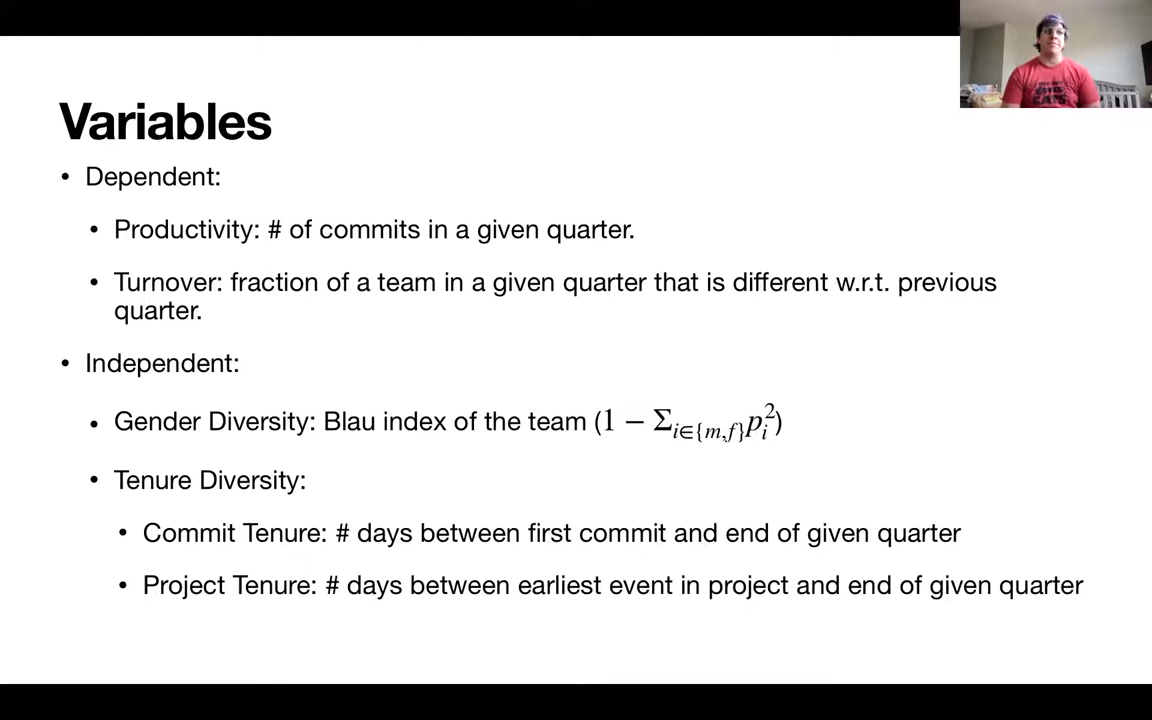 Variables
• Dependent:
• Productivity: # of commits in a given quarter.
• Turnover: fraction of a team in a given quarter that is different w.r.t. previous
quarter.
• Independent:
• Gender Diversity: Blau index of the team (1 − Σ_{i∈{m,f}} p_i^2)
• Tenure Diversity:
• Commit Tenure: # days between first commit and end of given quarter
• Project Tenure: # days between earliest event in project and end of given quarter
CATS